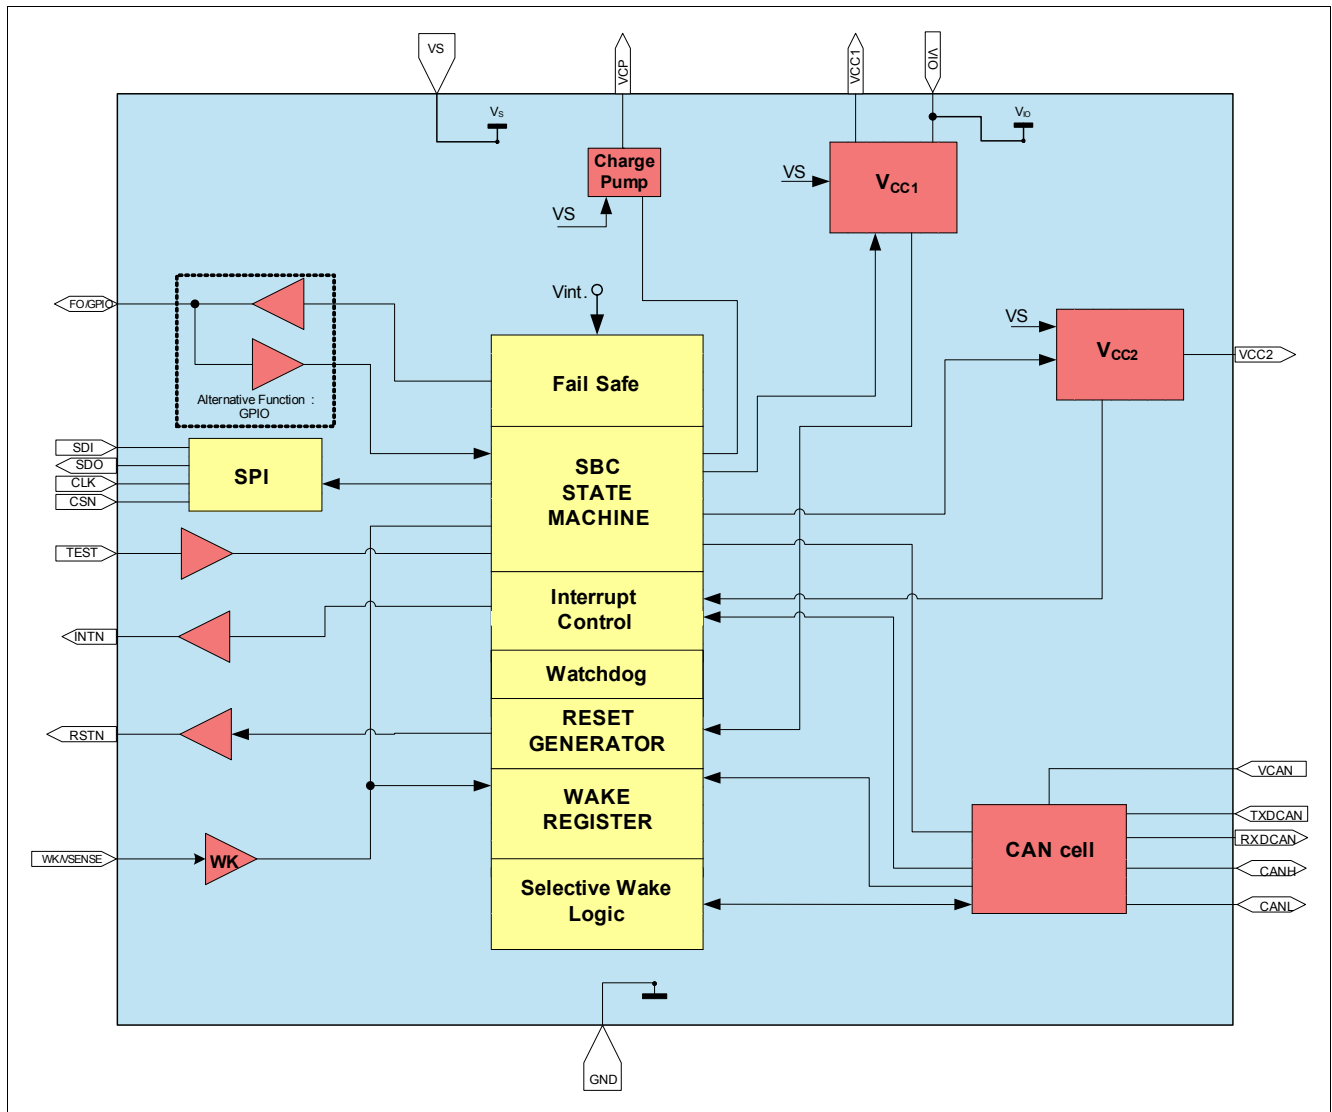 VS
VCP
VCC1
VIO
VS
VIO
Charge
Pump
VS
VCC1
VS
FO/GPIO
Vint.
VS
VCC2
VCC2
Fail Safe
Alternative Function :
GPIO
SDI
SDO
CLK
CSN
SPI
SBC
STATE
MACHINE
TEST
Interrupt
Control
INTN
Watchdog
RESET
GENERATOR
RSTN
VCAN
WAKE
REGISTER
TXDCAN
RXDCAN
CAN cell
WK/VSENSE
WK
CANH
Selective Wake
Logic
CANL
GND